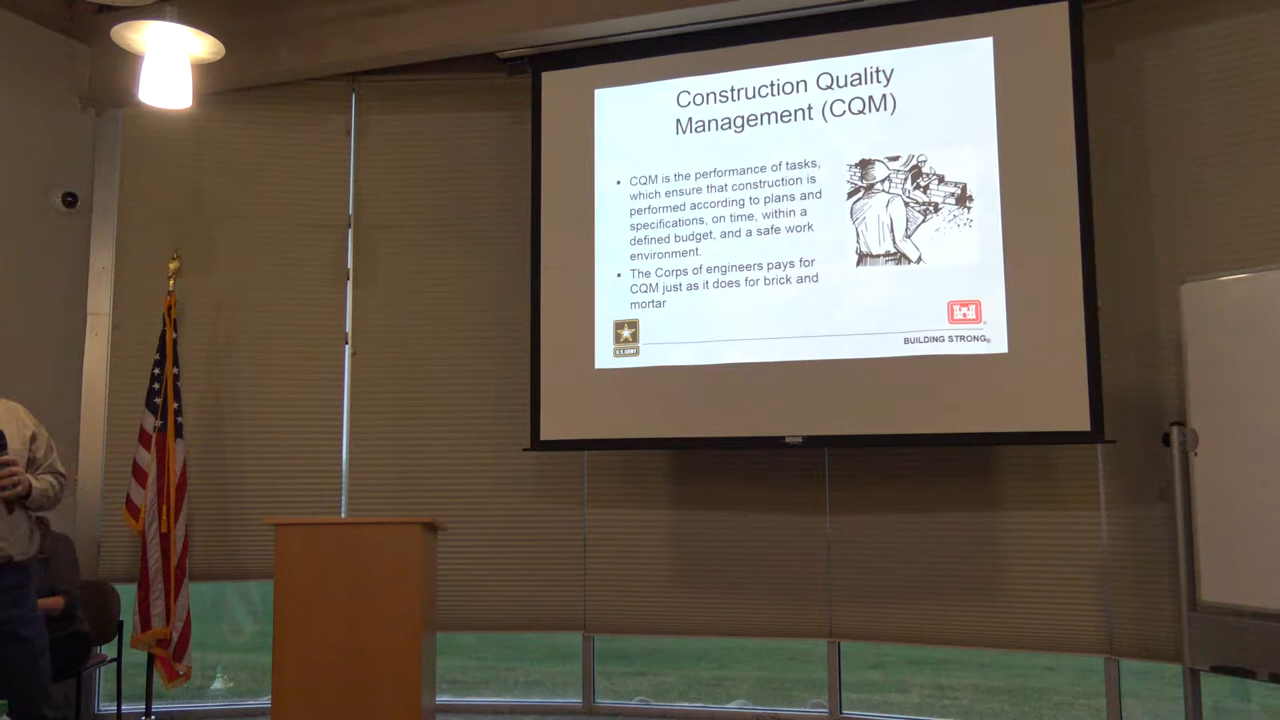 Construction Quality
Management (CQM)
▪ CQM is the performance of tasks,
which ensure that construction is
performed according to plans and
specifications, on time, within a
defined budget, and a safe work
environment.
▪ The Corps of engineers pays for
CQM just as it does for brick and
mortar
U.S.ARMY
®
BUILDING STRONG®